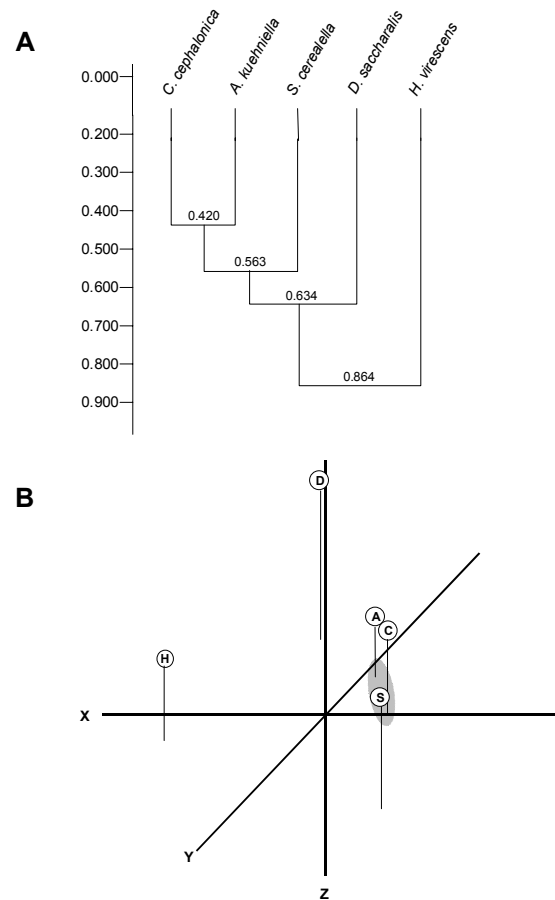 A
C. cephalonica
A. kuehniella
S. cerealella
D. saccharalis
H. virescens
0.000
0.200
0.300
0.400
0.500
0.600
0.700
0.800
0.900
0.420
0.563
0.634
0.864
B
D
A
C
H
S
X
Y
Z